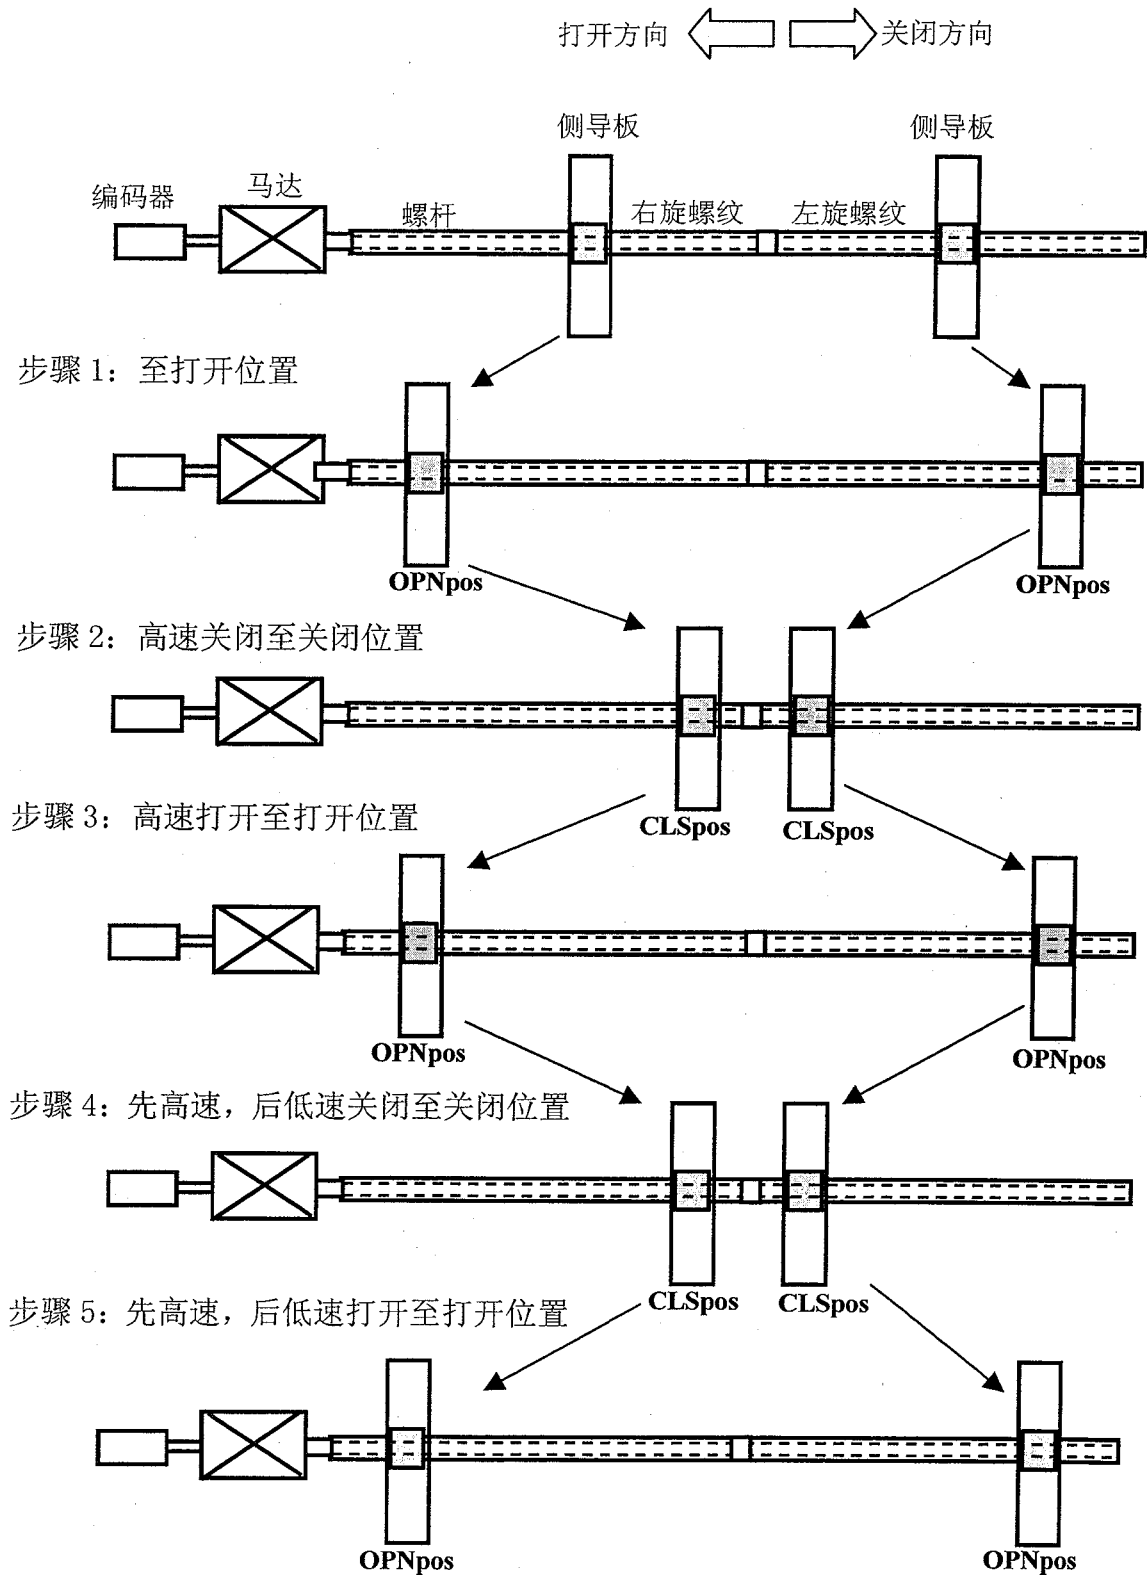 打开方向 关闭方向
侧导板 侧导板
编码器 马达 螺杆 右旋螺纹 左旋螺纹
步骤1：至打开位置
OPNpos OPNpos
步骤2：高速关闭至关闭位置
步骤3：高速打开至打开位置
CLSpos CLSpos
OPNpos OPNpos
步骤4：先高速，后低速关闭至关闭位置
CLSpos CLSpos
步骤5：先高速，后低速打开至打开位置
OPNpos OPNpos